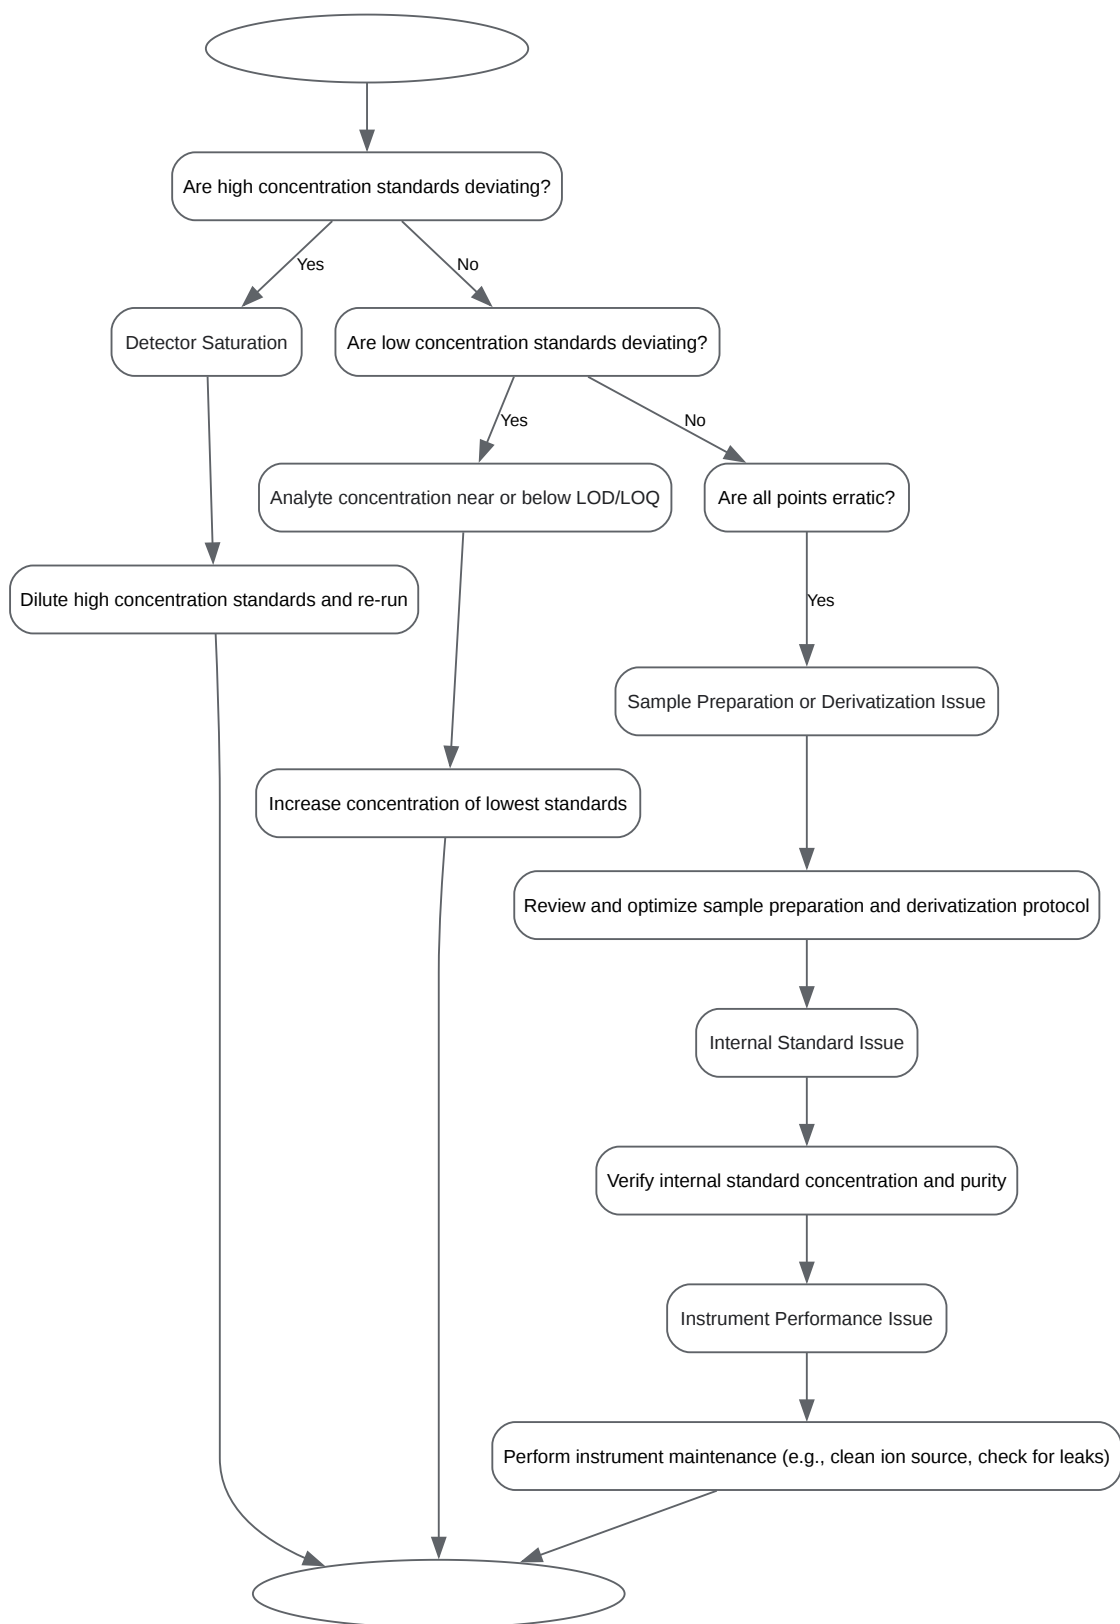 Are high concentration standards deviating?
Yes
No
Detector Saturation
Are low concentration standards deviating?
Yes
No
Analyte concentration near or below LOD/LOQ
Are all points erratic?
Dilute high concentration standards and re-run
Yes
Sample Preparation or Derivatization Issue
Increase concentration of lowest standards
Review and optimize sample preparation and derivatization protocol
Internal Standard Issue
Verify internal standard concentration and purity
Instrument Performance Issue
Perform instrument maintenance (e.g., clean ion source, check for leaks)